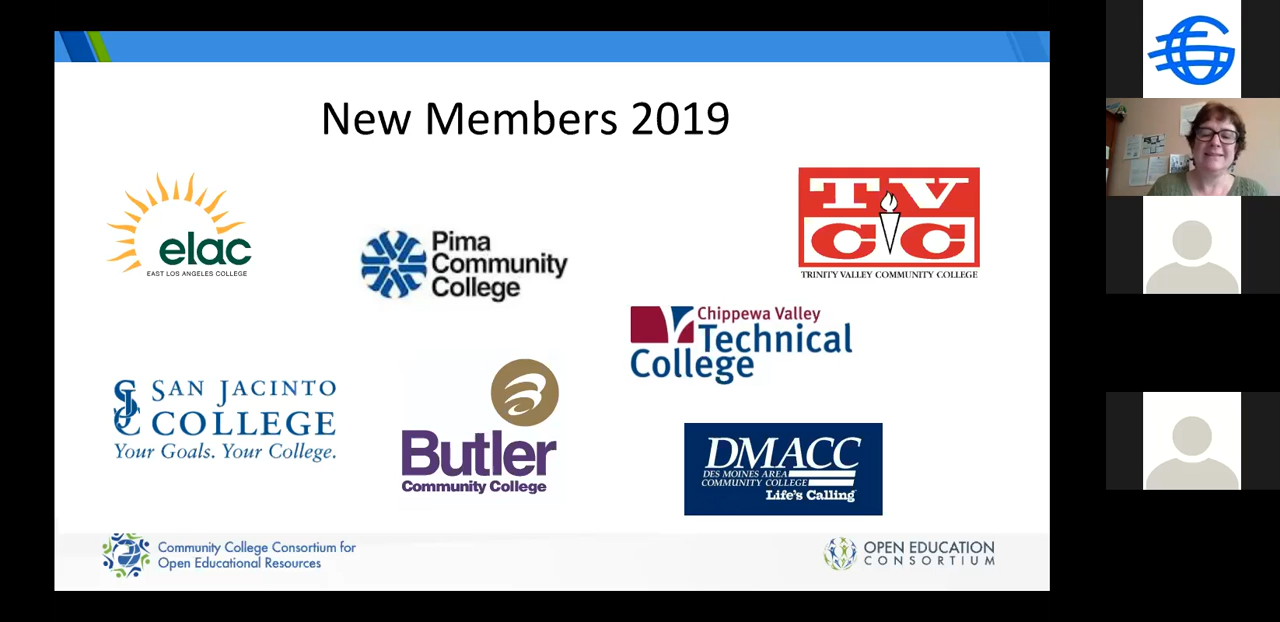 New Members 2019
elac
EAST LOS ANGELES COLLEGE
Pima
Community
College
T V
C C
TRINITY VALLEY COMMUNITY COLLEGE
Chippewa Valley
Technical
College
SJC
SAN JACINTO
COLLEGE
Your Goals. Your College.
Butler
Community College
DMACC
DES MOINES AREA
COMMUNITY COLLEGE
Life's Calling
Community College Consortium for
Open Educational Resources
OPEN EDUCATION
CONSORTIUM